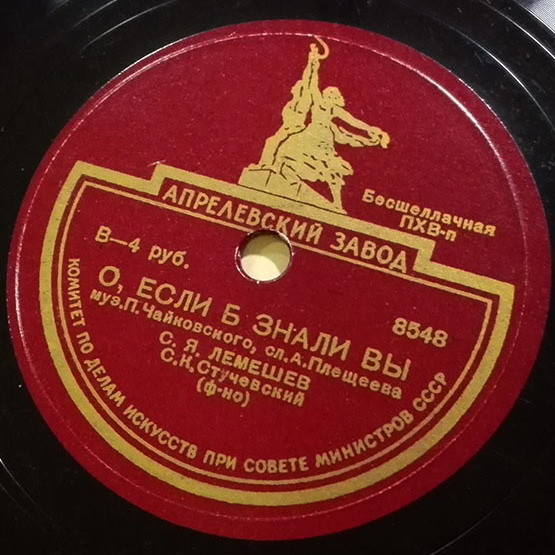 Бесшеллачная
ПХВ-п
АПРЕЛЕВСКИЙ ЗАВОД
В—4 руб.
8548
О, ЕСЛИ Б ЗНАЛИ ВЫ
муз.П.Чайковского, сл.А.Плещеева
С. Я. ЛЕМЕШЕВ
С.К.Стучевский
(ф-но)
КОМИТЕТ ПО ДЕЛАМ ИСКУССТВ ПРИ СОВЕТЕ МИНИСТРОВ СССР